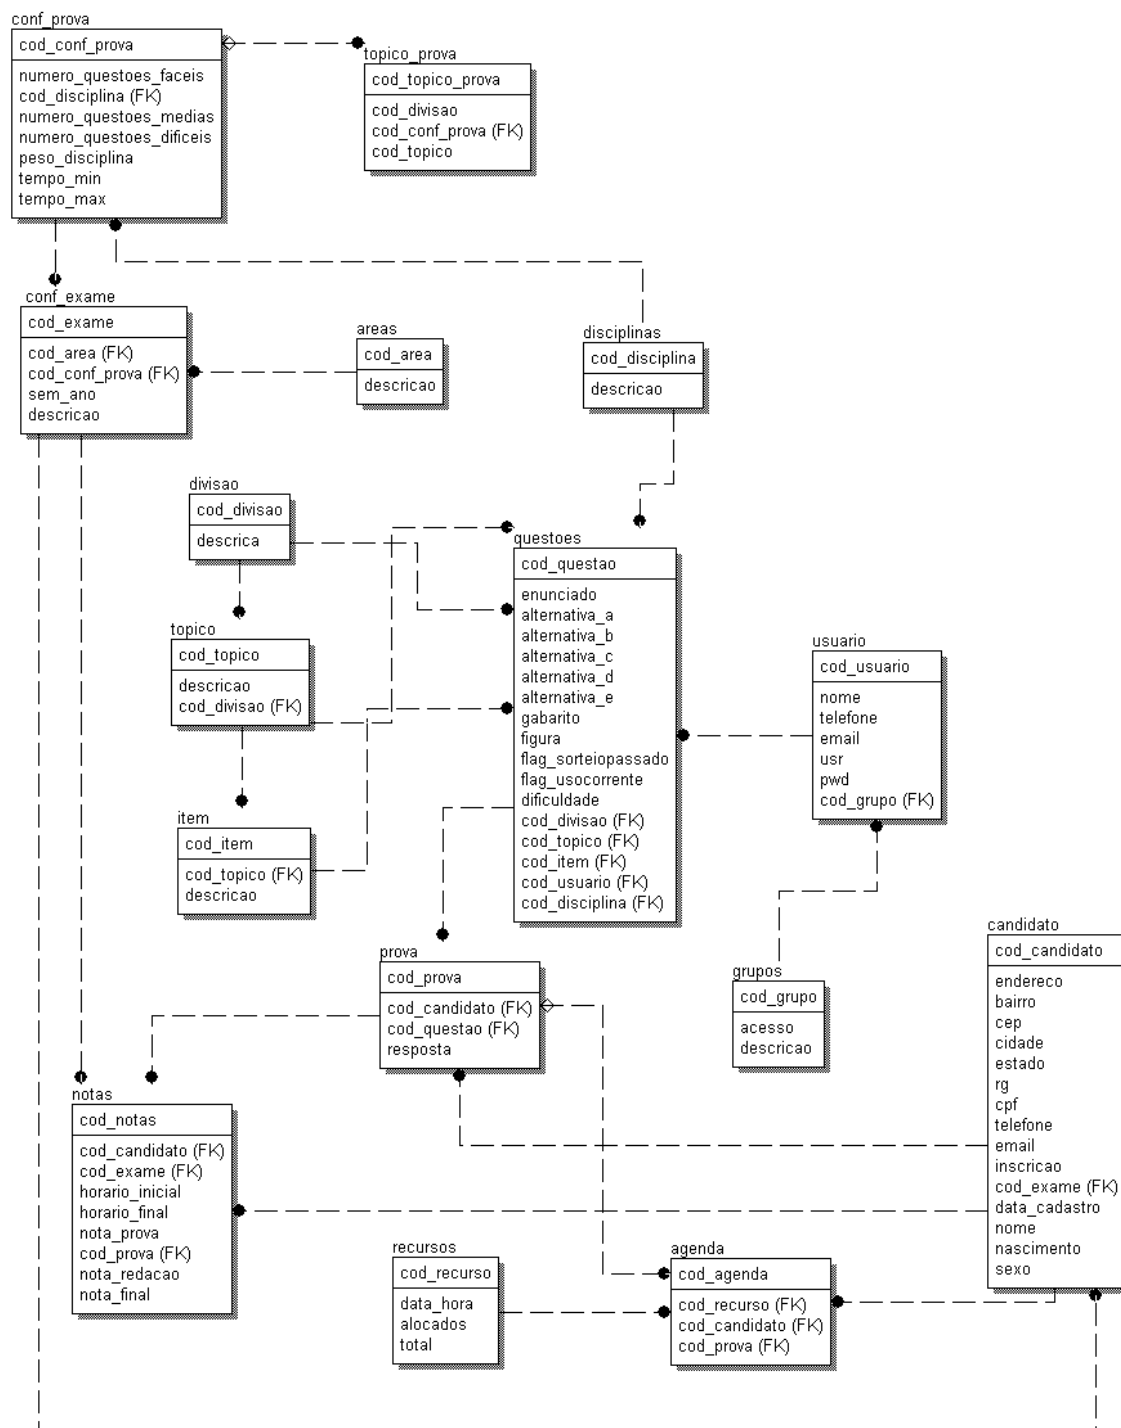 conf_prova
cod_conf_prova
numero_questoes_faceis
cod_disciplina (FK)
numero_questoes_medias
numero_questoes_dificeis
peso_disciplina
tempo_min
tempo_max
topico_prova
cod_topico_prova
cod_divisao
cod_conf_prova (FK)
cod_topico
conf_exame
cod_exame
cod_area (FK)
cod_conf_prova (FK)
sem_ano
descricao
areas
cod_area
descricao
disciplinas
cod_disciplina
descricao
divisao
cod_divisao
descrica
topico
cod_topico
descricao
cod_divisao (FK)
item
cod_item
cod_topico (FK)
descricao
questoes
cod_questao
enunciado
alternativa_a
alternativa_b
alternativa_c
alternativa_d
alternativa_e
gabarito
figura
flag_sorteiopassado
flag_usocorrente
dificuldade
cod_divisao (FK)
cod_topico (FK)
cod_item (FK)
cod_usuario (FK)
cod_disciplina (FK)
usuario
cod_usuario
nome
telefone
email
usr
pwd
cod_grupo (FK)
grupos
cod_grupo
acesso
descricao
candidato
cod_candidato
endereco
bairro
cep
cidade
estado
rg
cpf
telefone
email
inscricao
cod_exame (FK)
data_cadastro
nome
nascimento
sexo
prova
cod_prova
cod_candidato (FK)
cod_questao (FK)
resposta
notas
cod_notas
cod_candidato (FK)
cod_exame (FK)
horario_inicial
horario_final
nota_prova
cod_prova (FK)
nota_redacao
nota_final
recursos
cod_recurso
data_hora
alocados
total
agenda
cod_agenda
cod_recurso (FK)
cod_candidato (FK)
cod_prova (FK)